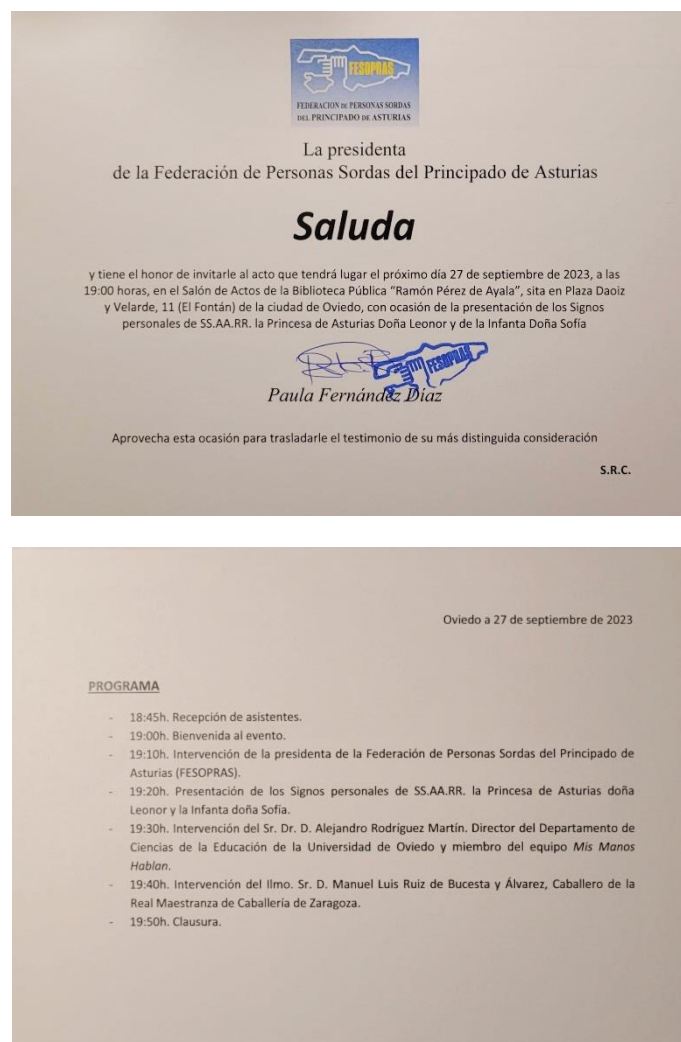 FESOPRAS
FEDERACION DE PERSONAS SORDAS
DEL PRINCIPADO DE ASTURIAS
La presidenta
de la Federación de Personas Sordas del Principado de Asturias
Saluda
y tiene el honor de invitarle al acto que tendrá lugar el próximo día 27 de septiembre de 2023, a las
19:00 horas, en el Salón de Actos de la Biblioteca Pública “Ramón Pérez de Ayala”, sita en Plaza Daoiz
y Velarde, 11 (El Fontán) de la ciudad de Oviedo, con ocasión de la presentación de los Signos
personales de SS.AA.RR. la Princesa de Asturias Doña Leonor y de la Infanta Doña Sofía
FESOPRAS
Paula Fernández Díaz
Aprovecha esta ocasión para trasladarle el testimonio de su más distinguida consideración
S.R.C.
Oviedo a 27 de septiembre de 2023
PROGRAMA
- 18:45h. Recepción de asistentes.
- 19:00h. Bienvenida al evento.
- 19:10h. Intervención de la presidenta de la Federación de Personas Sordas del Principado de
Asturias (FESOPRAS).
- 19:20h. Presentación de los Signos personales de SS.AA.RR. la Princesa de Asturias doña
Leonor y la Infanta doña Sofía.
- 19:30h. Intervención del Sr. Dr. D. Alejandro Rodríguez Martín. Director del Departamento de
Ciencias de la Educación de la Universidad de Oviedo y miembro del equipo Mis Manos
Hablan.
- 19:40h. Intervención del Ilmo. Sr. D. Manuel Luis Ruiz de Bucesta y Álvarez, Caballero de la
Real Maestranza de Caballería de Zaragoza.
- 19:50h. Clausura.